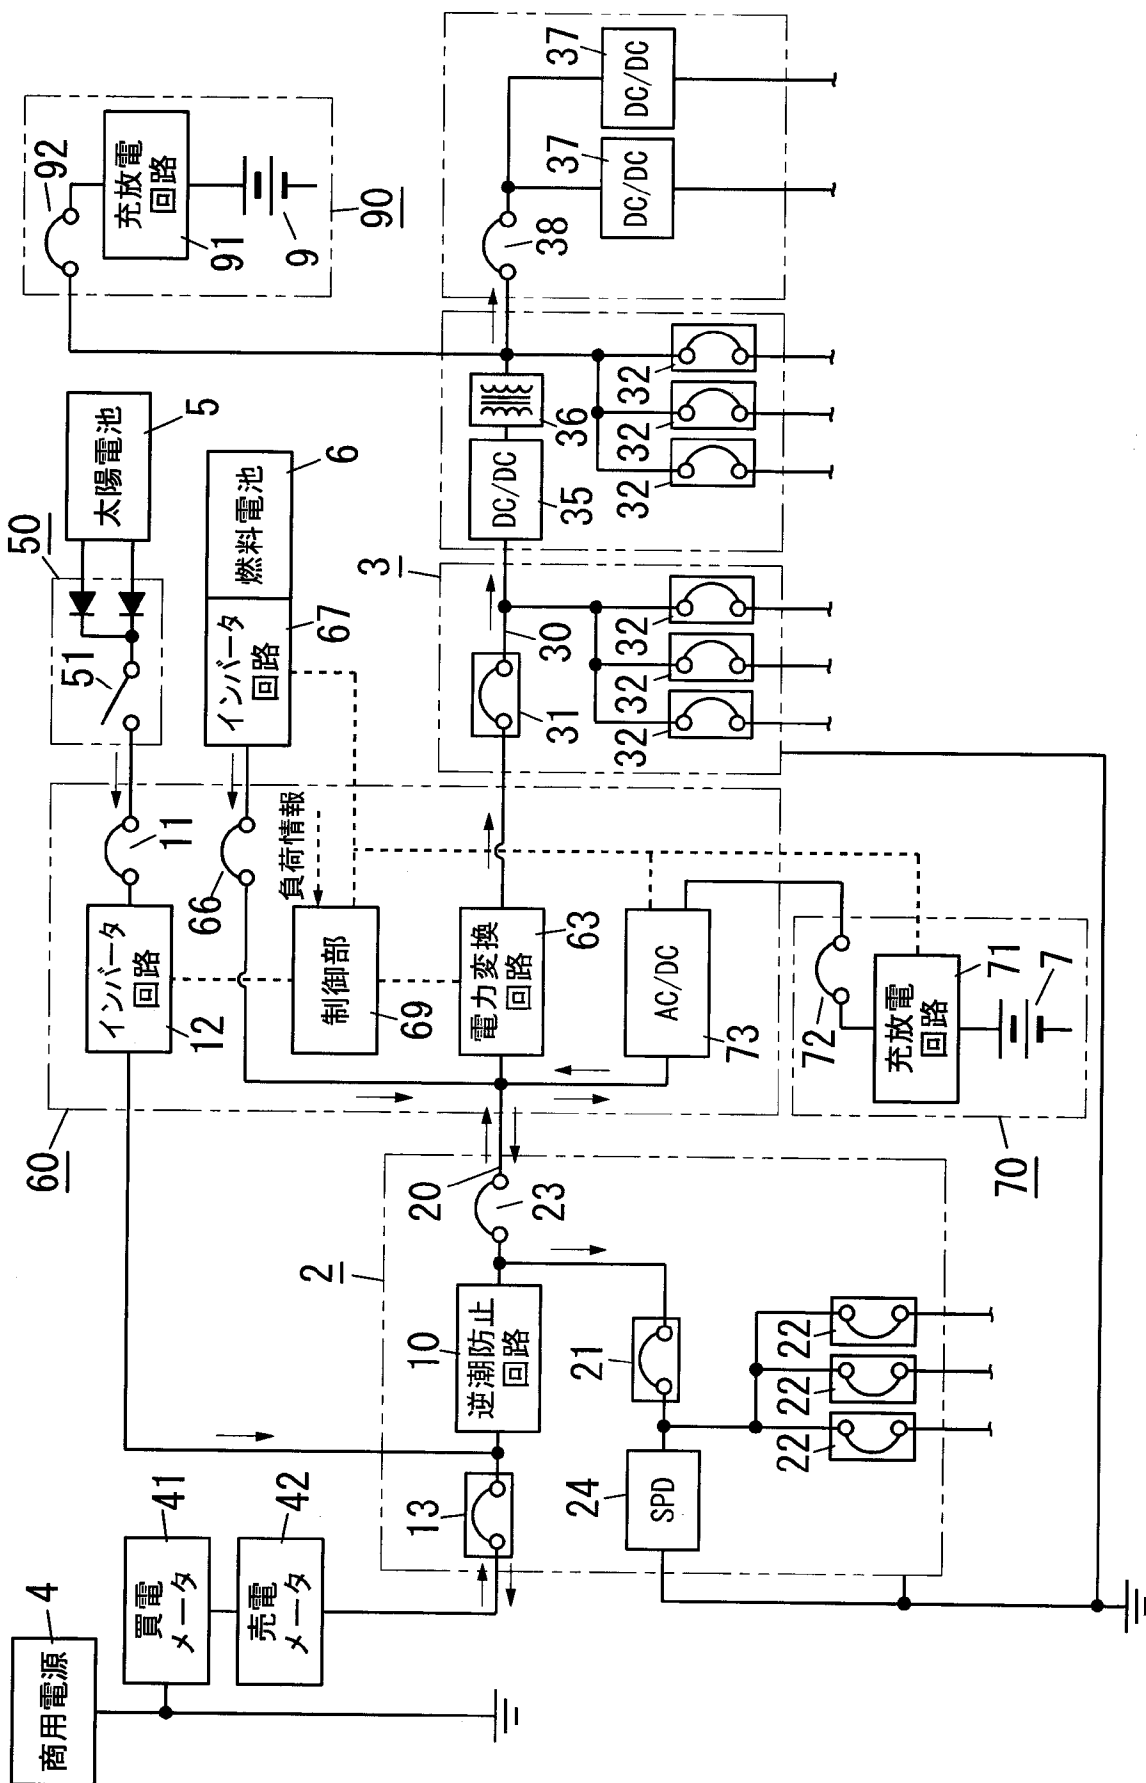 商用電源
4
買電
メータ
41
売電
メータ
42
60
インバータ
回路
12
11
50
51
太陽電池
5
92
充放電
回路
91
9
90
66
インバータ
回路
67
燃料電池
6
負荷情報
制御部
69
2
13
逆潮防止
回路
10
20
23
電力変換
回路
63
3
31
30
DC/DC
35
36
38
37
DC/DC
37
DC/DC
SPD
24
21
22
22
22
AC/DC
73
32
32
32
32
32
32
72
充放電
回路
71
7
70